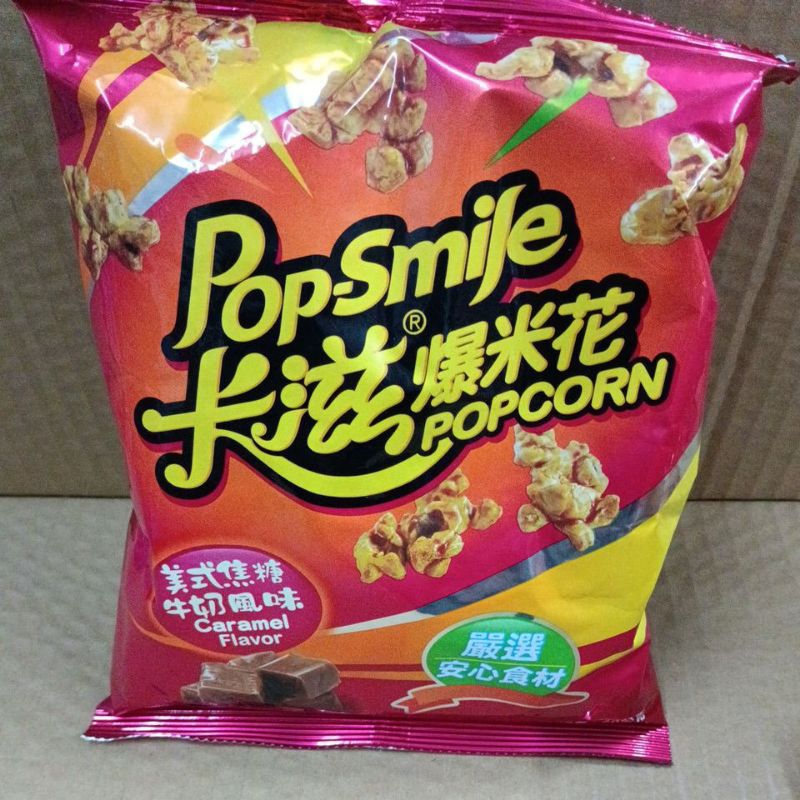 Pop-Smile
卡滋®爆米花
POPCORN
美式焦糖
牛奶風味
Caramel
Flavor
嚴選
安心食材